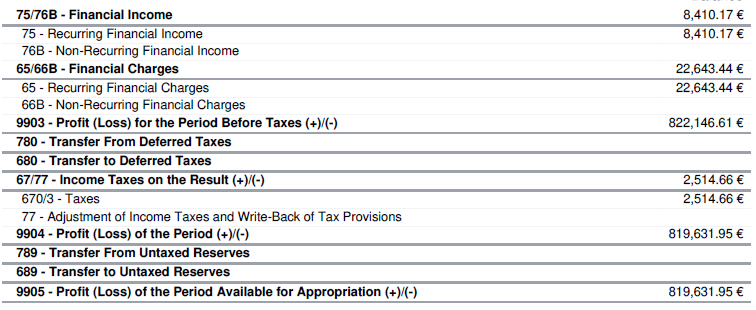 75/76B - Financial Income 8,410.17 €
75 - Recurring Financial Income 8,410.17 €
76B - Non-Recurring Financial Income
65/66B - Financial Charges 22,643.44 €
65 - Recurring Financial Charges 22,643.44 €
66B - Non-Recurring Financial Charges
9903 - Profit (Loss) for the Period Before Taxes (+)/(-) 822,146.61 €
780 - Transfer From Deferred Taxes
680 - Transfer to Deferred Taxes
67/77 - Income Taxes on the Result (+)/(-) 2,514.66 €
670/3 - Taxes 2,514.66 €
77 - Adjustment of Income Taxes and Write-Back of Tax Provisions
9904 - Profit (Loss) of the Period (+)/(-) 819,631.95 €
789 - Transfer From Untaxed Reserves
689 - Transfer to Untaxed Reserves
9905 - Profit (Loss) of the Period Available for Appropriation (+)/(-) 819,631.95 €